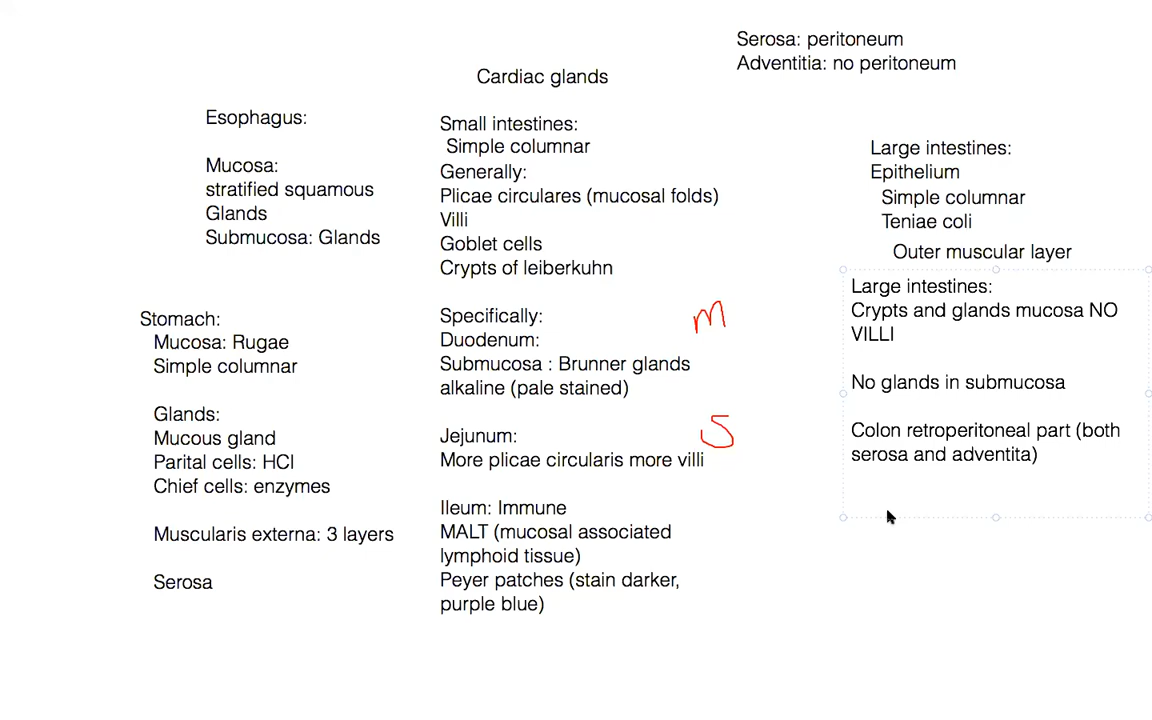 Serosa: peritoneum
Adventitia: no peritoneum
Cardiac glands
Esophagus:
Mucosa:
stratified squamous
Glands
Submucosa: Glands
Stomach:
Mucosa: Rugae
Simple columnar
Glands:
Mucous gland
Parital cells: HCl
Chief cells: enzymes
Muscularis externa: 3 layers
Serosa
Small intestines:
Simple columnar
Generally:
Plicae circulares (mucosal folds)
Villi
Goblet cells
Crypts of leiberkuhn
Specifically:
Duodenum:
Submucosa : Brunner glands
alkaline (pale stained)
Jejunum:
More plicae circularis more villi
Ileum: Immune
MALT (mucosal associated
lymphoid tissue)
Peyer patches (stain darker,
purple blue)
M
S
Large intestines:
Epithelium
Simple columnar
Teniae coli
Outer muscular layer
Large intestines:
Crypts and glands mucosa NO
VILLI
No glands in submucosa
Colon retroperitoneal part (both
serosa and adventita)